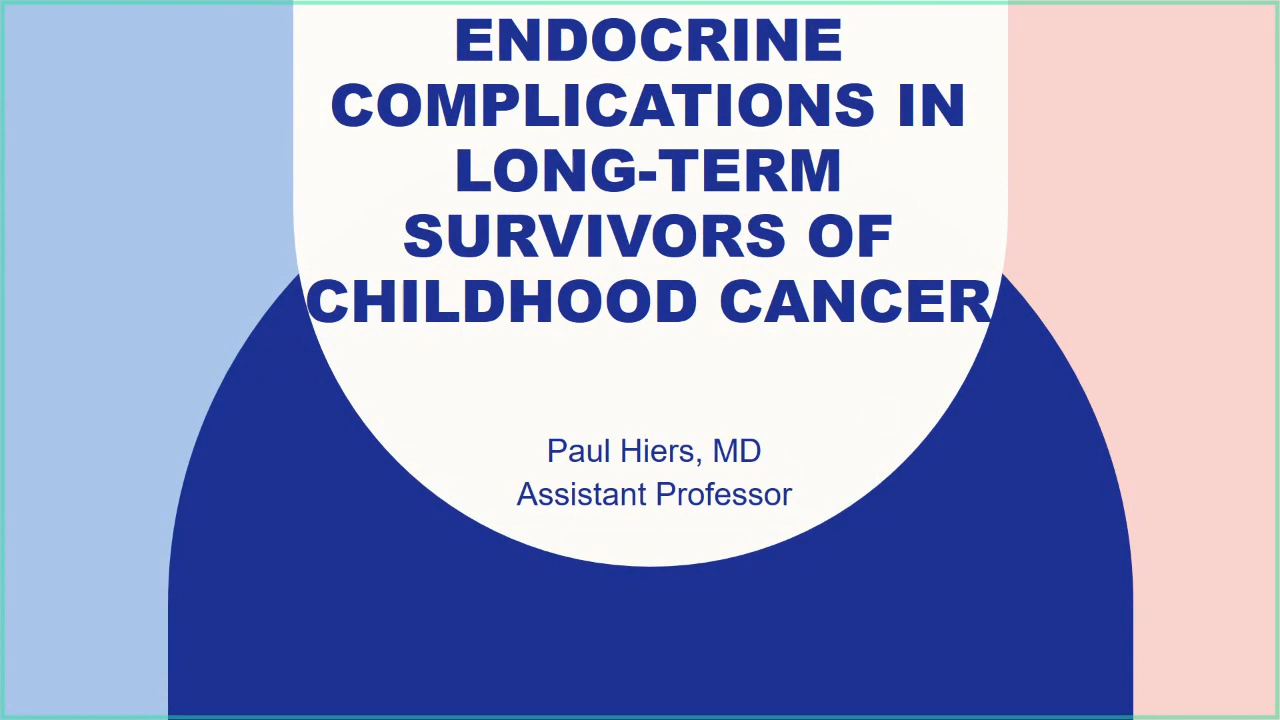 ENDOCRINE
COMPLICATIONS IN
LONG-TERM
SURVIVORS OF
CHILDHOOD CANCER
Paul Hiers, MD
Assistant Professor